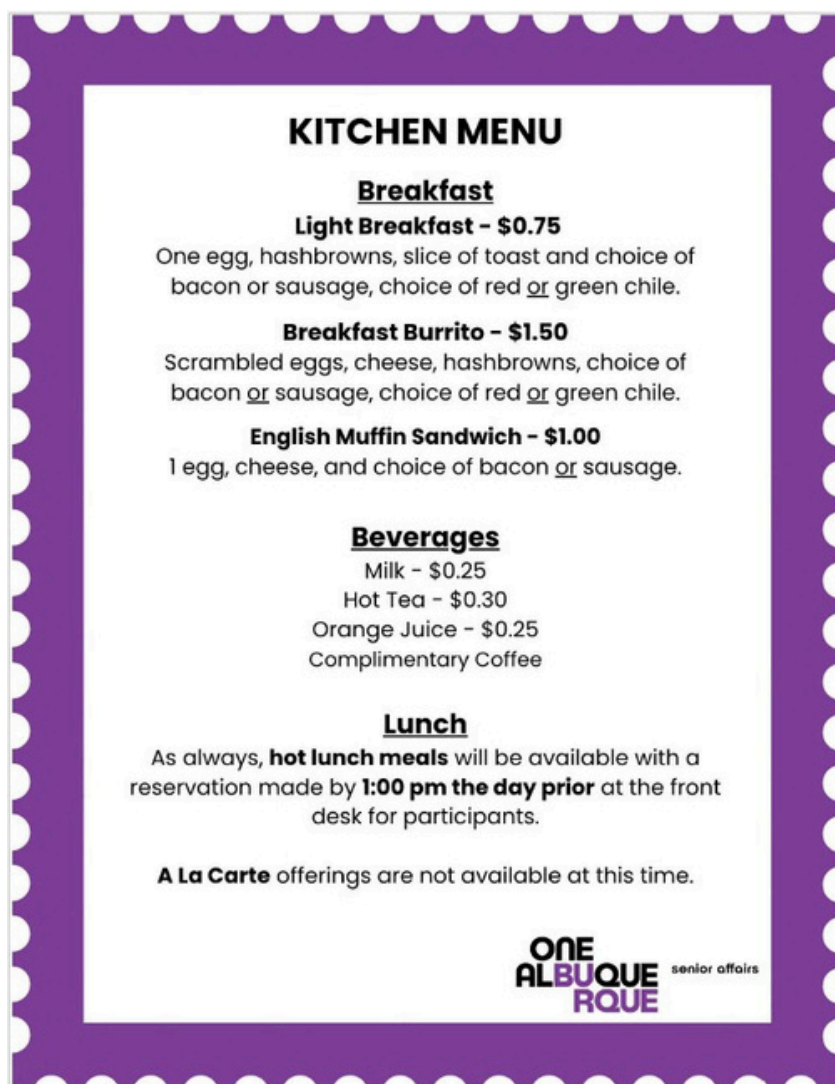 KITCHEN MENU
Breakfast
Light Breakfast - $0.75
One egg, hashbrowns, slice of toast and choice of
bacon or sausage, choice of red or green chile.
Breakfast Burrito - $1.50
Scrambled eggs, cheese, hashbrowns, choice of
bacon or sausage, choice of red or green chile.
English Muffin Sandwich - $1.00
1 egg, cheese, and choice of bacon or sausage.
Beverages
Milk - $0.25
Hot Tea - $0.30
Orange Juice - $0.25
Complimentary Coffee
Lunch
As always, hot lunch meals will be available with a
reservation made by 1:00 pm the day prior at the front
desk for participants.
A La Carte offerings are not available at this time.
ONE
ALBUQUE
RQUE
senior affairs